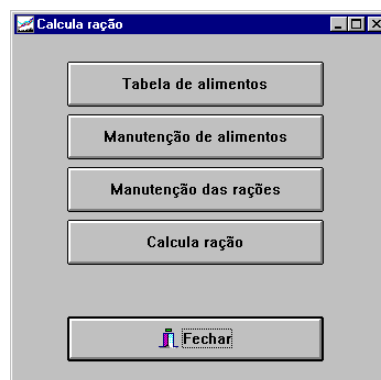 Calcula ração
Tabela de alimentos
Manutenção de alimentos
Manutenção das rações
Calcula ração
Fechar